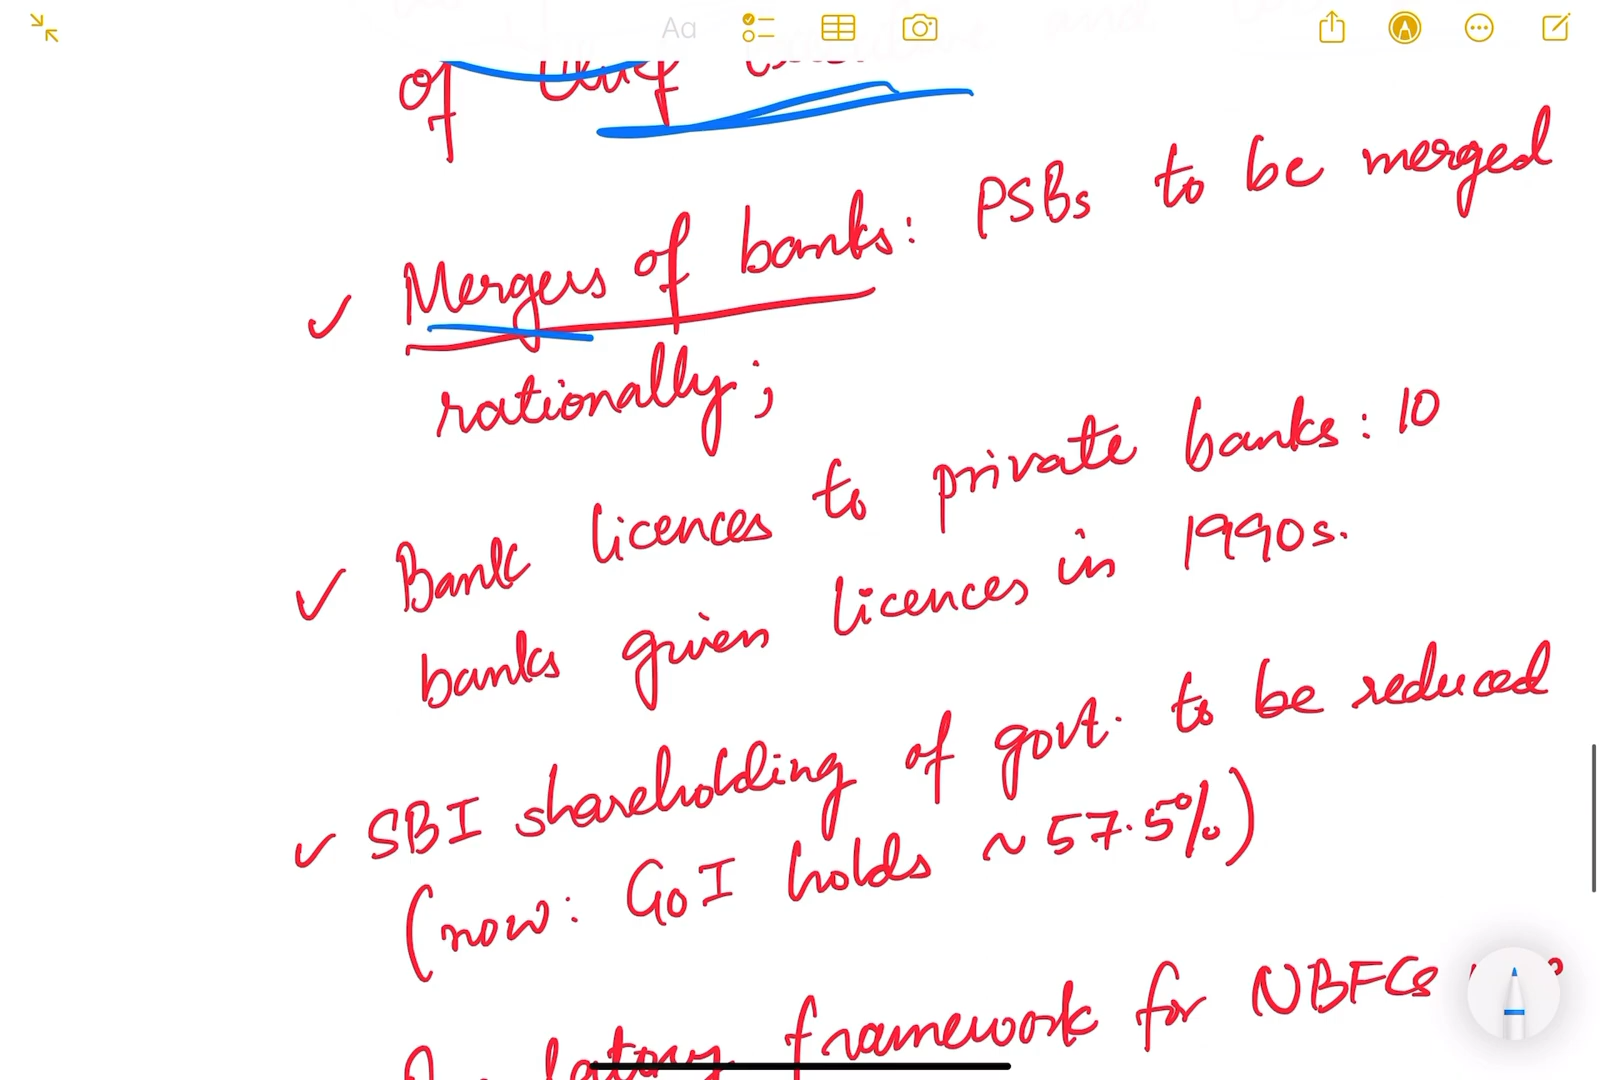 Aa
of
Mergers of banks: PSBs to be merged
rationally;
Bank licences to private banks: 10
banks given licences in 1990s.
SBI shareholding of govt. to be reduced
(now: GoI holds ~ 57.5%)
framework for NBFCs